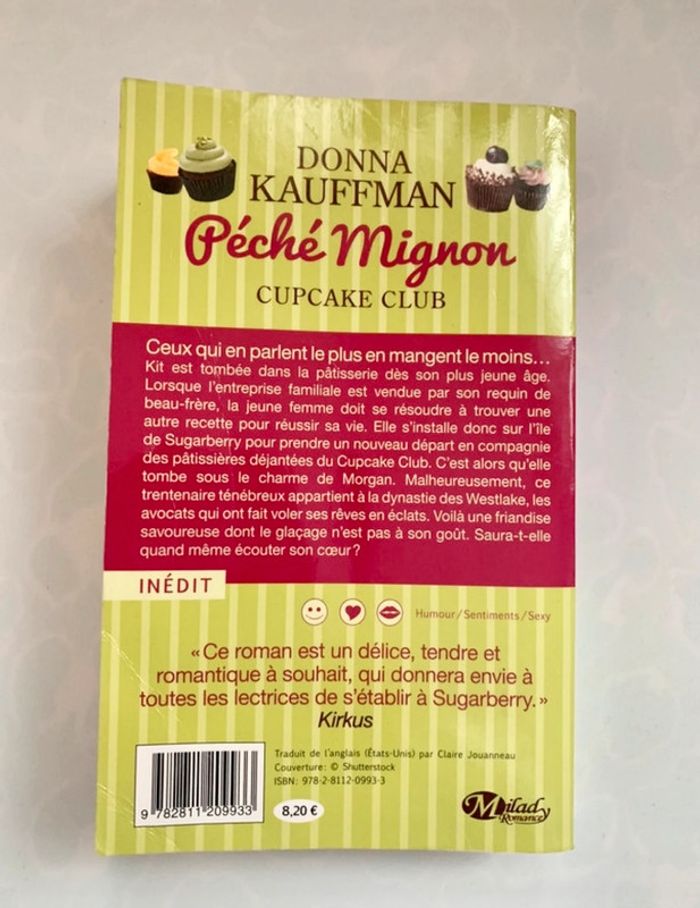 DONNA
KAUFFMAN
Péché Mignon
CUPCAKE CLUB
Ceux qui en parlent le plus en mangent le moins...
Kit est tombée dans la pâtisserie dès son plus jeune âge.
Lorsque l'entreprise familiale est vendue par son requin de
beau-frère, la jeune femme doit se résoudre à trouver une
autre recette pour réussir sa vie. Elle s'installe donc sur l'île
de Sugarberry pour prendre un nouveau départ en compagnie
des pâtissières déjantées du Cupcake Club. C'est alors qu'elle
tombe sous le charme de Morgan. Malheureusement, ce
trentenaire ténébreux appartient à la dynastie des Westlake, les
avocats qui ont fait voler ses rêves en éclats. Voilà une friandise
savoureuse dont le glaçage n'est pas à son goût. Saura-t-elle
quand même écouter son cœur ?
INÉDIT
Humour / Sentiments / Sexy
« Ce roman est un délice, tendre et
romantique à souhait, qui donnera envie à
toutes les lectrices de s'établir à Sugarberry. »
Kirkus
Traduit de l'anglais (États-Unis) par Claire Jouanneau
Couverture : © Shutterstock
ISBN : 978-2-8112-0993-3
9 782811 209933
8,20 €
Milady
Romance